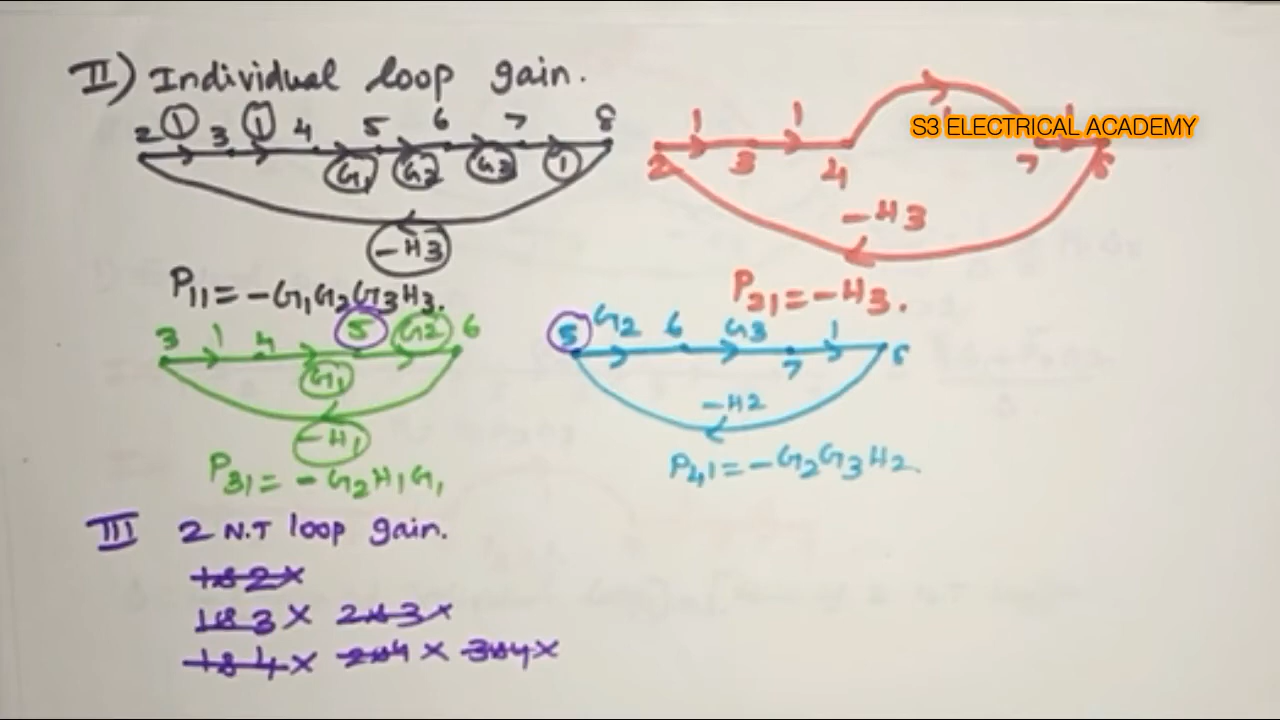 II) Individual loop gain.
2 ① 3 ① 4 5 6 7 8
G1 G2 G3 1
-H3
P11 = -G1G2G3H3.
1 1 1
S3 ELECTRICAL ACADEMY
2 3 4 7 8
-H3
P21 = -H3.
3 1 4 5 G2 6
G1
-H1
P31 = -G2H1G1
5 G2 6 G3 1 8
7
-H2
P41 = -G2G3H2
III 2 N.T loop gain.
1&2 X
1&3 X 2&3 X
1&4 X 2&4 X 3&4 X